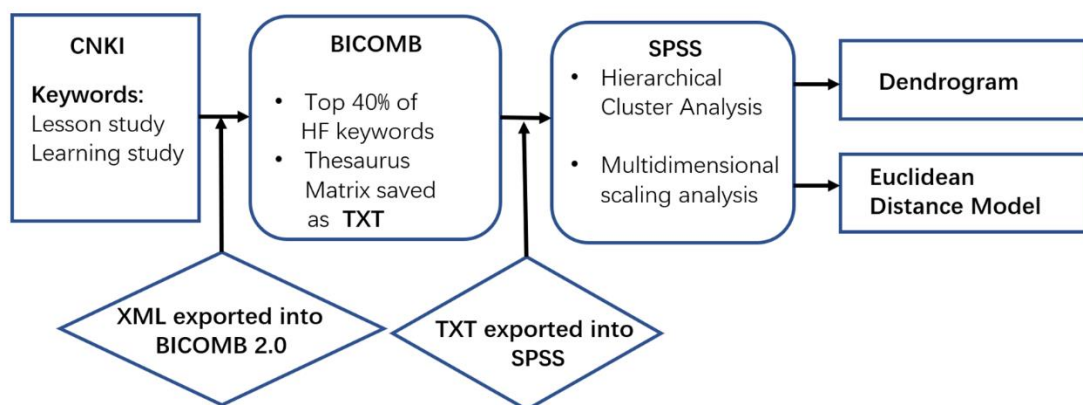 CNKI
Keywords:
Lesson study
Learning study
BICOMB
• Top 40% of
HF keywords
• Thesaurus
Matrix saved
as TXT
SPSS
• Hierarchical
Cluster Analysis
• Multidimensional
scaling analysis
Dendrogram
Euclidean
Distance Model
XML exported into
BICOMB 2.0
TXT exported into
SPSS